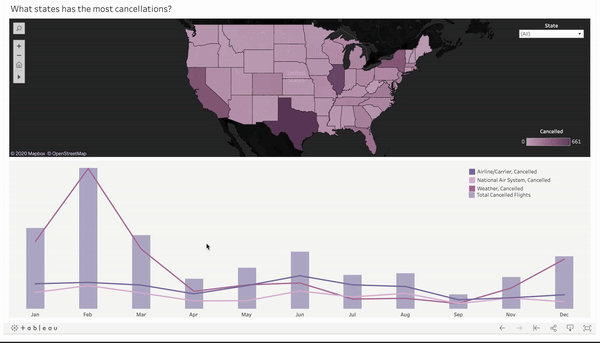 What states has the most cancellations?
State
(All)
Cancelled
0 661
© 2020 Mapbox © OpenStreetMap
Airline/Carrier, Cancelled
National Air System, Cancelled
Weather, Cancelled
Total Cancelled Flights
Jan Feb Mar Apr May Jun Jul Aug Sep Oct Nov Dec
+ a b l e a u